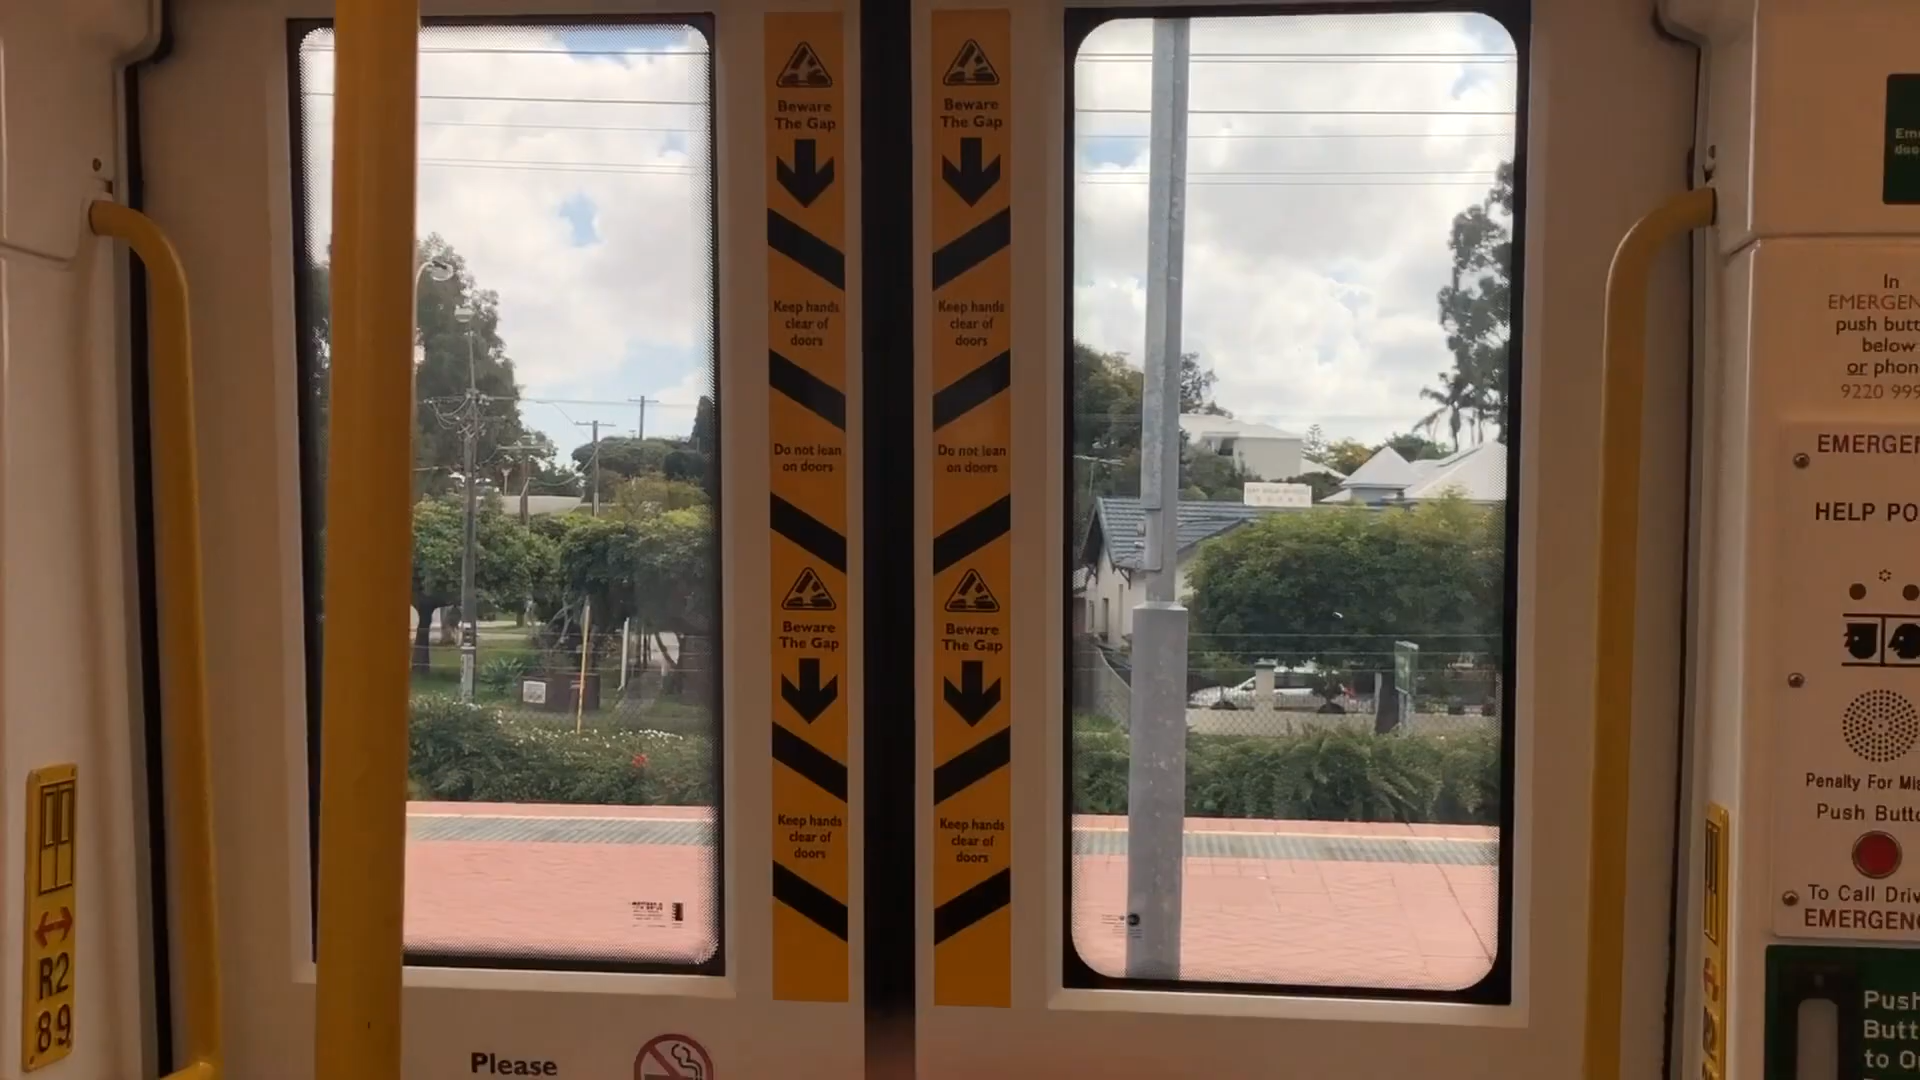 Beware
The Gap
Keep hands
clear of
doors
Do not lean
on doors
Beware
The Gap
Keep hands
clear of
doors
Beware
The Gap
Keep hands
clear of
doors
Do not lean
on doors
Beware
The Gap
Keep hands
clear of
doors
R2
89
Please
In
EMERGEN
push butt
below
or phon
9220 999
EMERGEN
HELP PO
Penalty For Mis
Push Butto
To Call Driv
EMERGENC
Push
Butt
to O